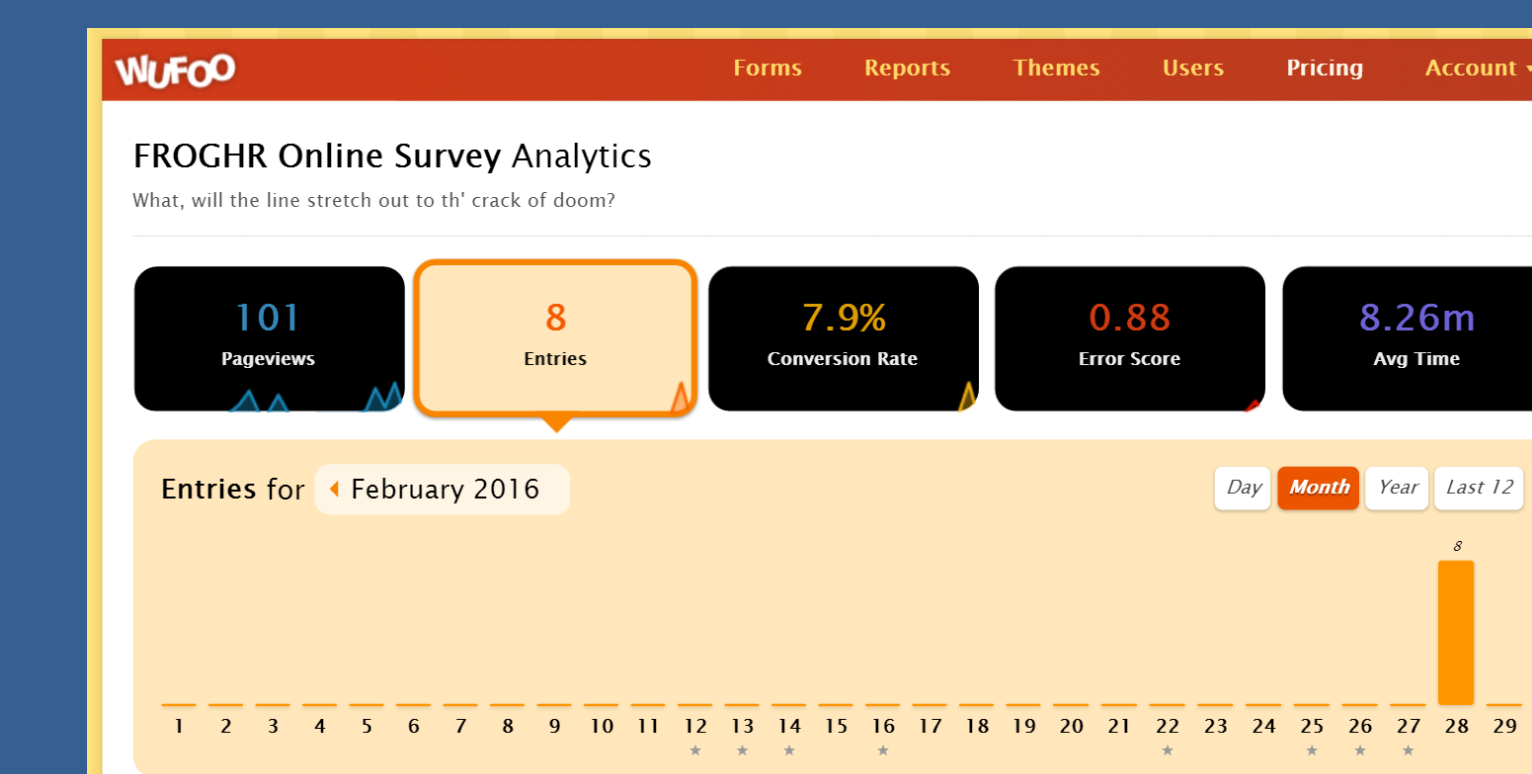 WUFOO
Forms Reports Themes Users Pricing Account
FROGHR Online Survey Analytics
What, will the line stretch out to th' crack of doom?
101 8 7.9% 0.88 8.26m
Pageviews Entries Conversion Rate Error Score Avg Time
Entries for February 2016 Day Month Year Last 12
8
1 2 3 4 5 6 7 8 9 10 11 12 13 14 15 16 17 18 19 20 21 22 23 24 25 26 27 28 29